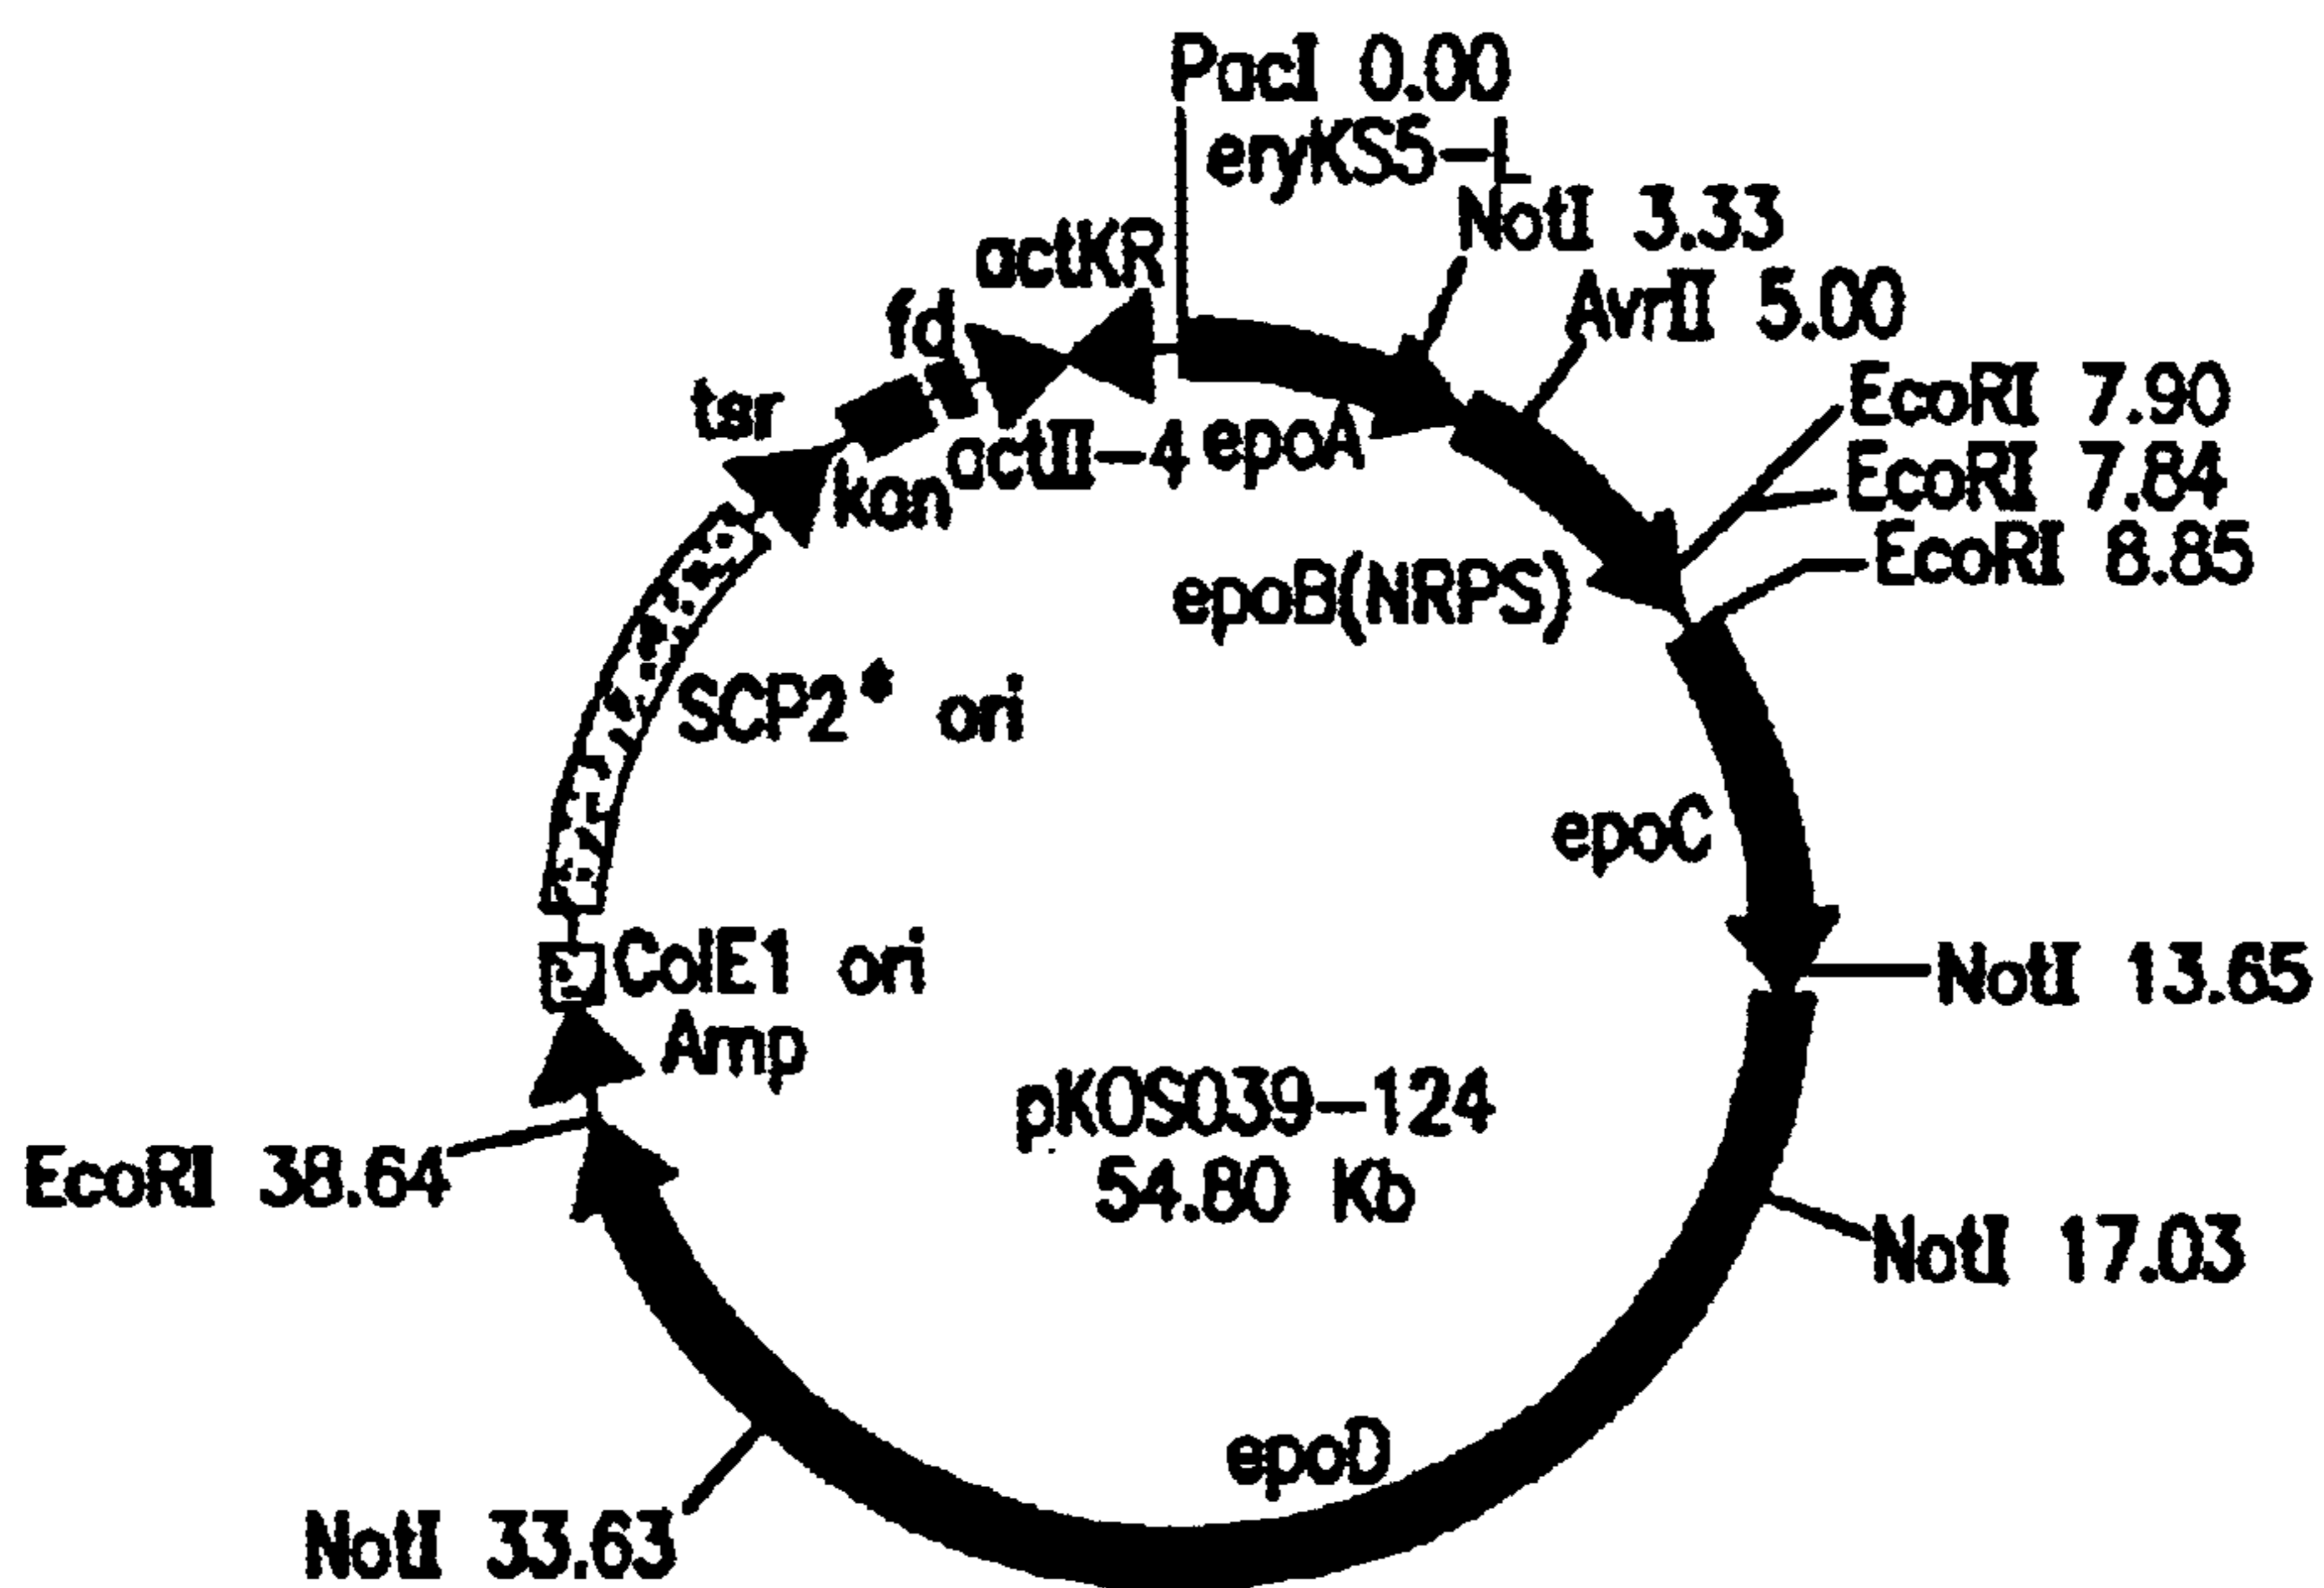 PacI 0.00
eryKS5-L
NotI 3.33
actKR
AvrII 5.00
fd
EcoRI 7.90
tsr
actII-4
epoA
EcoRI 7.84
kan
EcoRI 8.85
epoB(NRPS)
SCP2* ori
epoC
ColE1 ori
NotI 13.65
Amp
pKOS039-124
54.80 Kb
EcoRI 38.64
NotI 17.03
epoD
NotI 33.63